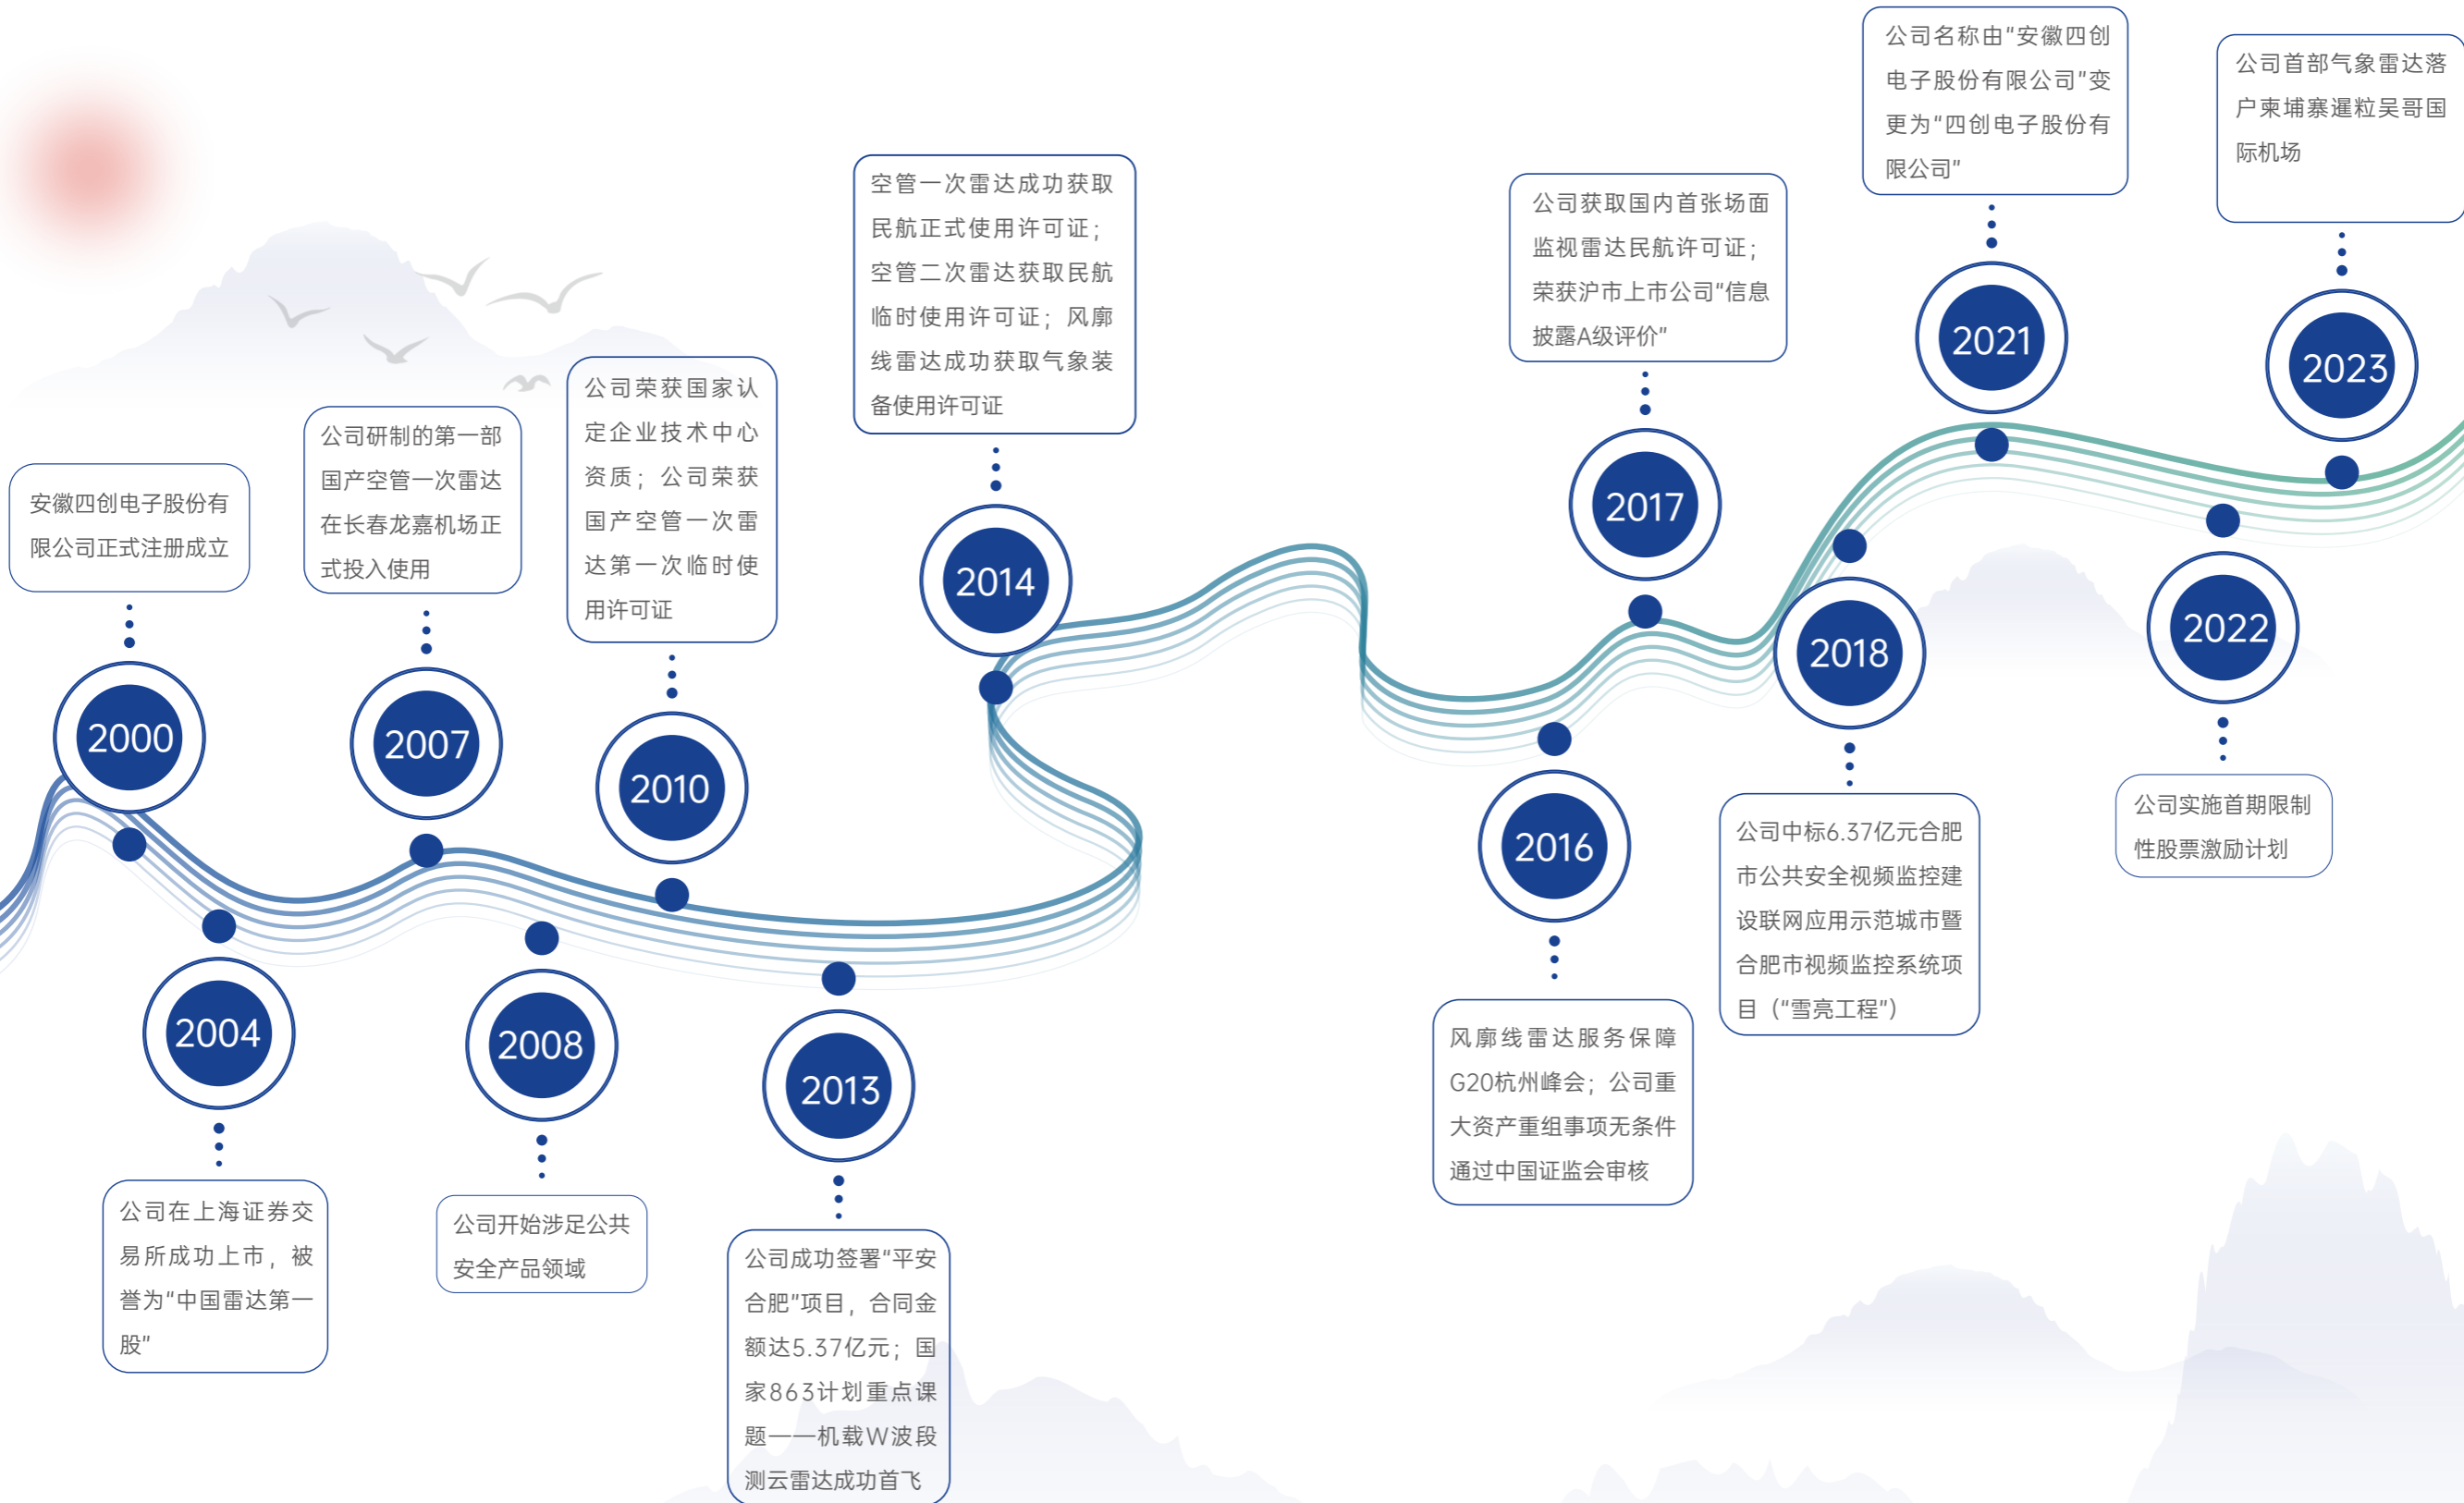 安徽四创电子股份有
限公司正式注册成立
2000
2004
公司在上海证券交
易所成功上市，被
誉为“中国雷达第一
股”
公司研制的第一部
国产空管一次雷达
在长春龙嘉机场正
式投入使用
2007
2008
公司开始涉足公共
安全产品领域
公司荣获国家认
定企业技术中心
资质；公司荣获
国产空管一次雷
达第一次临时使
用许可证
2010
2013
公司成功签署“平安
合肥”项目，合同金
额达5.37亿元；国
家863计划重点课
题——机载W波段
测云雷达成功首飞
空管一次雷达成功获取
民航正式使用许可证；
空管二次雷达获取民航
临时使用许可证；风廓
线雷达成功获取气象装
备使用许可证
2014
2016
风廓线雷达服务保障
G20杭州峰会；公司重
大资产重组事项无条件
通过中国证监会审核
公司获取国内首张场面
监视雷达民航许可证；
荣获沪市上市公司“信息
披露A级评价”
2017
2018
公司中标6.37亿元合肥
市公共安全视频监控建
设联网应用示范城市暨
合肥市视频监控系统项
目（“雪亮工程”）
公司名称由“安徽四创
电子股份有限公司”变
更为“四创电子股份有
限公司”
2021
2022
公司实施首期限制
性股票激励计划
公司首部气象雷达落
户柬埔寨暹粒吴哥国
际机场
2023